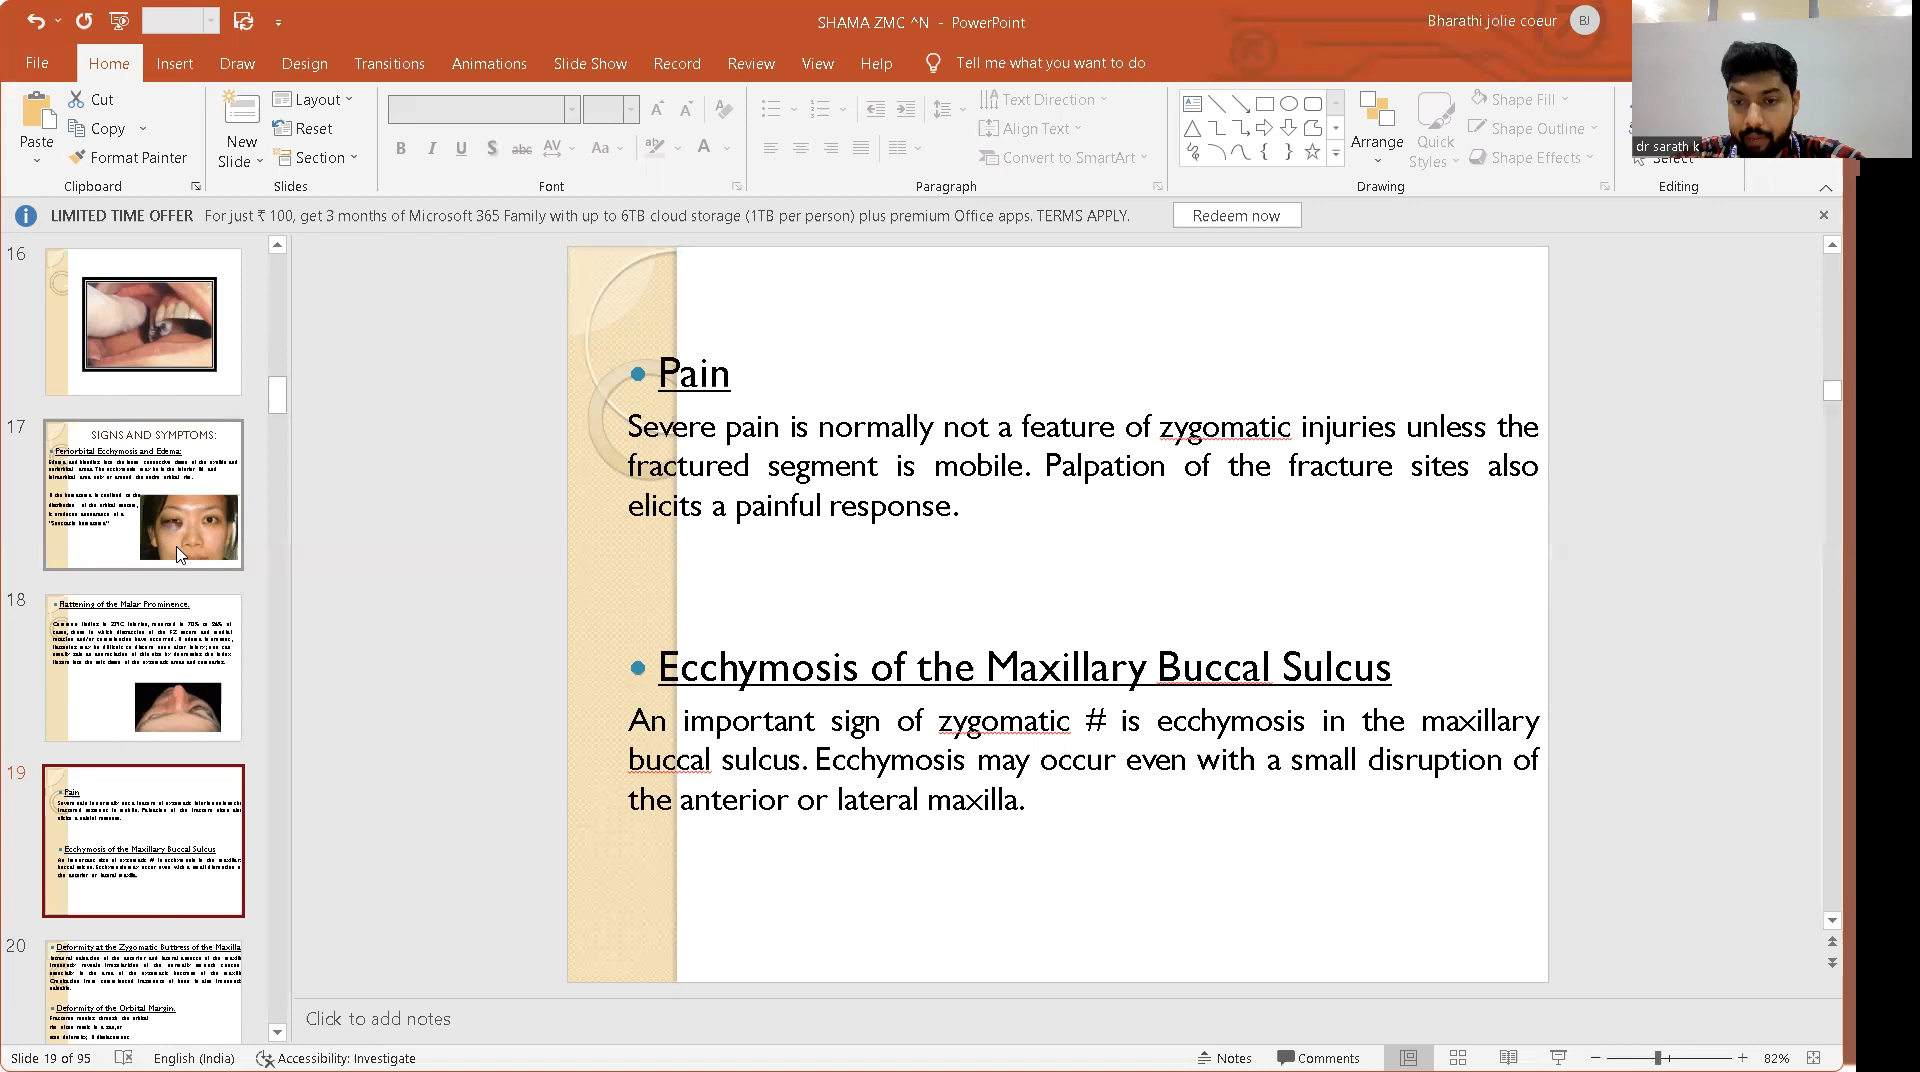 SHAMA ZMC ^N - PowerPoint
Bharathi jolie coeur
BJ
File
Home
Insert
Draw
Design
Transitions
Animations
Slide Show
Record
Review
View
Help
Tell me what you want to do
Paste
Cut
Copy
Format Painter
Clipboard
New
Slide
Layout
Reset
Section
Slides
B I U S abc AV Aa A
Font
Text Direction
Align Text
Convert to SmartArt
Paragraph
Arrange
Quick
Styles
Shape Fill
Shape Outline
Shape Effects
Drawing
Select
Editing
dr sarath k
LIMITED TIME OFFER For just ₹ 100, get 3 months of Microsoft 365 Family with up to 6TB cloud storage (1TB per person) plus premium Office apps. TERMS APPLY.
Redeem now
16
17
SIGNS AND SYMPTOMS:
Periorbital Ecchymosis and Edema:
18
Flattening of the Malar Prominence.
19
Pain
Ecchymosis of the Maxillary Buccal Sulcus
20
Deformity at the Zygomatic Buttress of the Maxilla
Deformity of the Orbital Margin.
• Pain
Severe pain is normally not a feature of zygomatic injuries unless the
fractured segment is mobile. Palpation of the fracture sites also
elicits a painful response.
• Ecchymosis of the Maxillary Buccal Sulcus
An important sign of zygomatic # is ecchymosis in the maxillary
buccal sulcus. Ecchymosis may occur even with a small disruption of
the anterior or lateral maxilla.
Click to add notes
Slide 19 of 95
English (India)
Accessibility: Investigate
Notes
Comments
82%